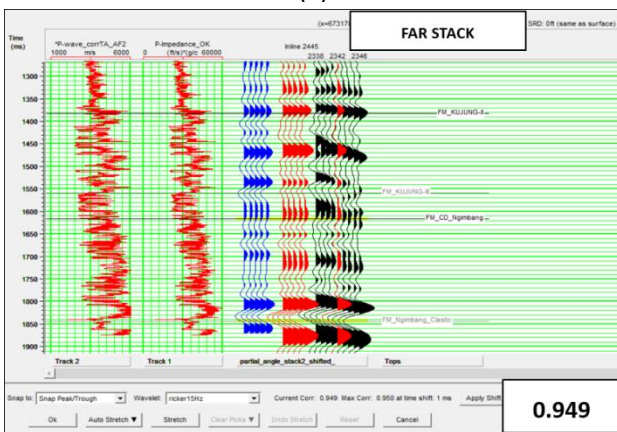 (x=67317
FAR STACK
SRD: 0ft (same as surface)
Time
(ms)
*P-wave_corrTA_AF2
1000 m/s 6000
P-Impedance_OK
0 (ft/s)*(g/c 60000
Inline 2445
2338 2342 2346
1300
1350
FM_KUJUNG-II
1400
1450
1500
1550
FM_KUJUNG-III
1600
FM_CD_Ngimbang
1650
1700
1750
1800
1850
FM_Ngimbang_Clastic
1900
Track 2
Track 1
partial_angle_stack2_shifted_
Tops
Snap to: Snap Peak/Trough
Wavelet: ricker15Hz
Current Corr: 0.949 Max Corr: 0.950 at time shift: 1 ms
Apply Shift
0.949
Ok
Auto Stretch ▼
Stretch
Clear Picks ▼
Undo Stretch
Reset
Cancel